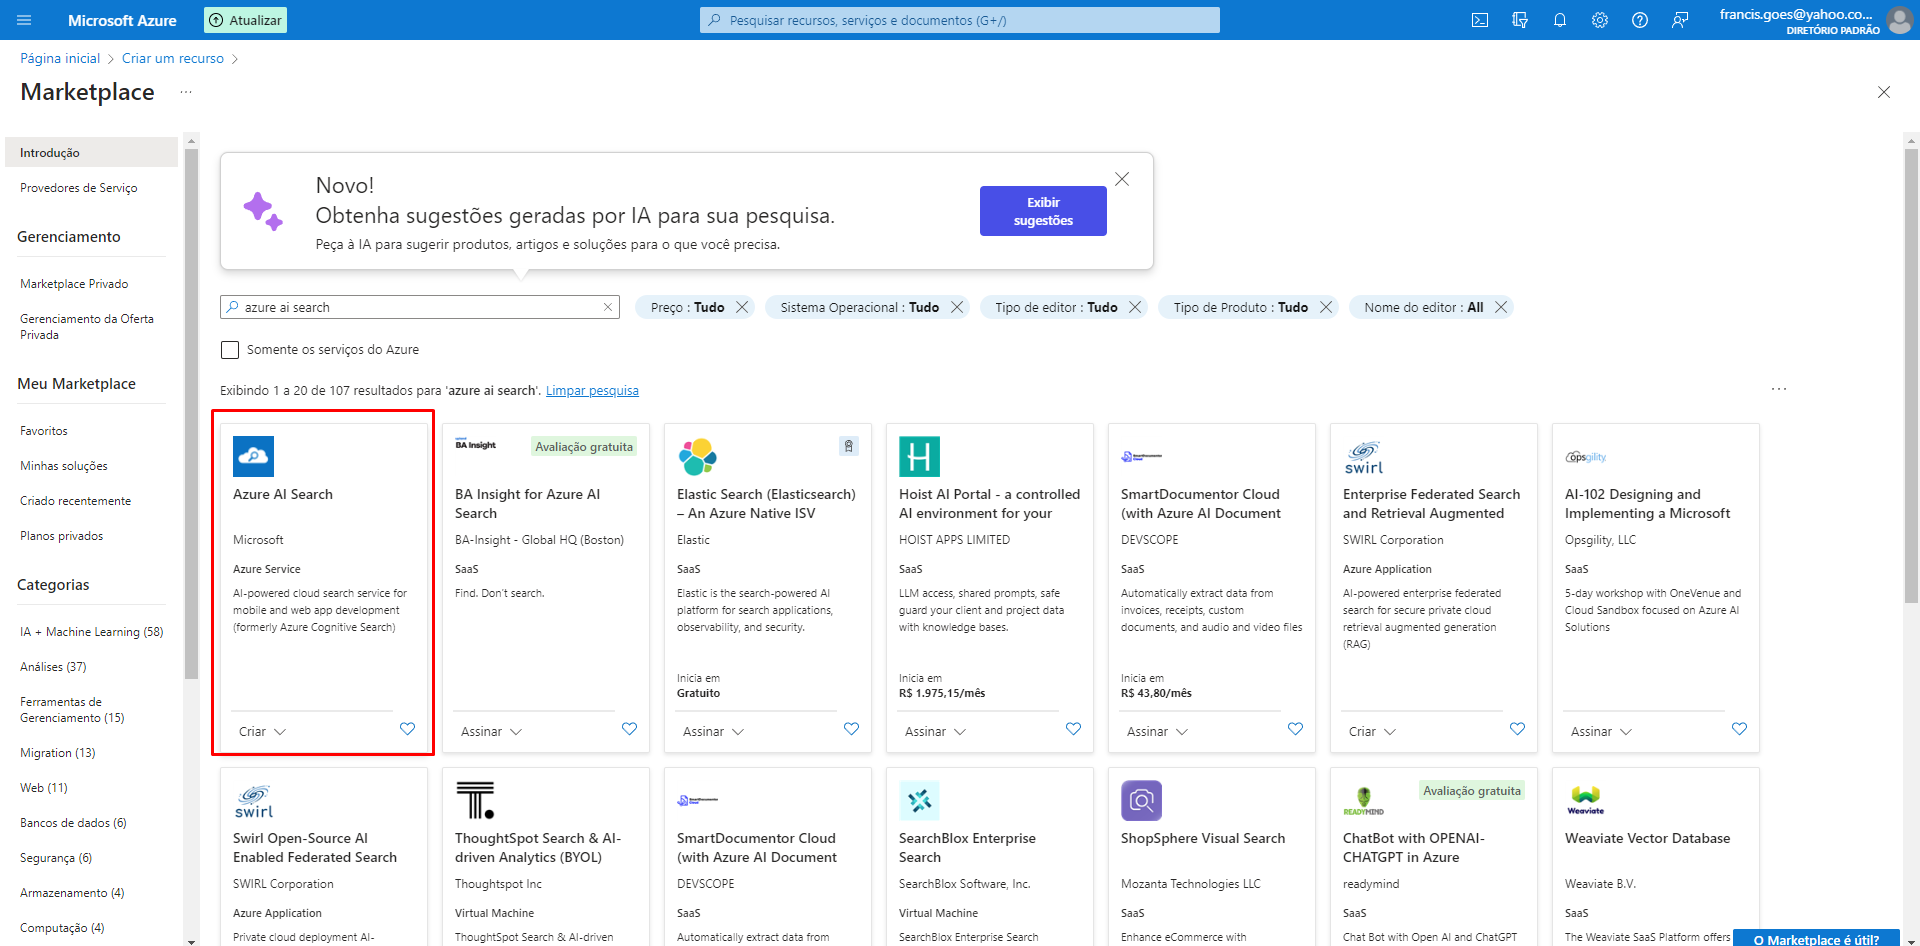 Microsoft Azure
Atualizar
Pesquisar recursos, serviços e documentos (G+/)
francis.goes@yahoo.co...
DIRETÓRIO PADRÃO
Página inicial > Criar um recurso >
Marketplace ...
Introdução
Provedores de Serviço
Gerenciamento
Marketplace Privado
Gerenciamento da Oferta
Privada
Meu Marketplace
Favoritos
Minhas soluções
Criado recentemente
Planos privados
Categorias
IA + Machine Learning (58)
Análises (37)
Ferramentas de
Gerenciamento (15)
Migration (13)
Web (11)
Bancos de dados (6)
Segurança (6)
Armazenamento (4)
Computação (4)
Novo!
Obtenha sugestões geradas por IA para sua pesquisa.
Peça à IA para sugerir produtos, artigos e soluções para o que você precisa.
Exibir
sugestões
azure ai search
Preço : Tudo
Sistema Operacional : Tudo
Tipo de editor : Tudo
Tipo de Produto : Tudo
Nome do editor : All
Somente os serviços do Azure
Exibindo 1 a 20 de 107 resultados para 'azure ai search'. Limpar pesquisa
...
Azure AI Search
Microsoft
Azure Service
AI-powered cloud search service for
mobile and web app development
(formerly Azure Cognitive Search)
Criar
BA Insight
Avaliação gratuita
BA Insight for Azure AI
Search
BA-Insight - Global HQ (Boston)
SaaS
Find. Don't search.
Assinar
Elastic Search (Elasticsearch)
– An Azure Native ISV
Elastic
SaaS
Elastic is the search-powered AI
platform for search applications,
observability, and security.
Inicia em
Gratuito
Assinar
H
Hoist AI Portal - a controlled
AI environment for your
HOIST APPS LIMITED
SaaS
LLM access, shared prompts, safe
guard your client and project data
with knowledge bases.
Inicia em
R$ 1.975,15/mês
Assinar
SmartDocumentor
Cloud
SmartDocumentor Cloud
(with Azure AI Document
DEVSCOPE
SaaS
Automatically extract data from
invoices, receipts, custom
documents, and audio and video files
Inicia em
R$ 43,80/mês
Assinar
swirl
Enterprise Federated Search
and Retrieval Augmented
SWIRL Corporation
Azure Application
AI-powered enterprise federated
search for secure private cloud
retrieval augmented generation
(RAG)
Criar
opsgility
AI-102 Designing and
Implementing a Microsoft
Opsgility, LLC
SaaS
5-day workshop with OneVenue and
Cloud Sandbox focused on Azure AI
Solutions
Assinar
swirl
Swirl Open-Source AI
Enabled Federated Search
SWIRL Corporation
Azure Application
Private cloud deployment AI-
T.
ThoughtSpot Search & AI-
driven Analytics (BYOL)
Thoughtspot Inc
Virtual Machine
ThoughtSpot Search & AI-driven
SmartDocumentor
Cloud
SmartDocumentor Cloud
(with Azure AI Document
DEVSCOPE
SaaS
Automatically extract data from
SearchBlox Enterprise
Search
SearchBlox Software, Inc.
Virtual Machine
SearchBlox Enterprise Search
ShopSphere Visual Search
Mozanta Technologies LLC
SaaS
Enhance eCommerce with
READYMIND
Avaliação gratuita
ChatBot with OPENAI-
CHATGPT in Azure
readymind
SaaS
Chat Bot with Open AI and ChatGPT
Weaviate
Weaviate Vector Database
Weaviate B.V.
SaaS
The Weaviate SaaS Platform offers
O Marketplace é útil?